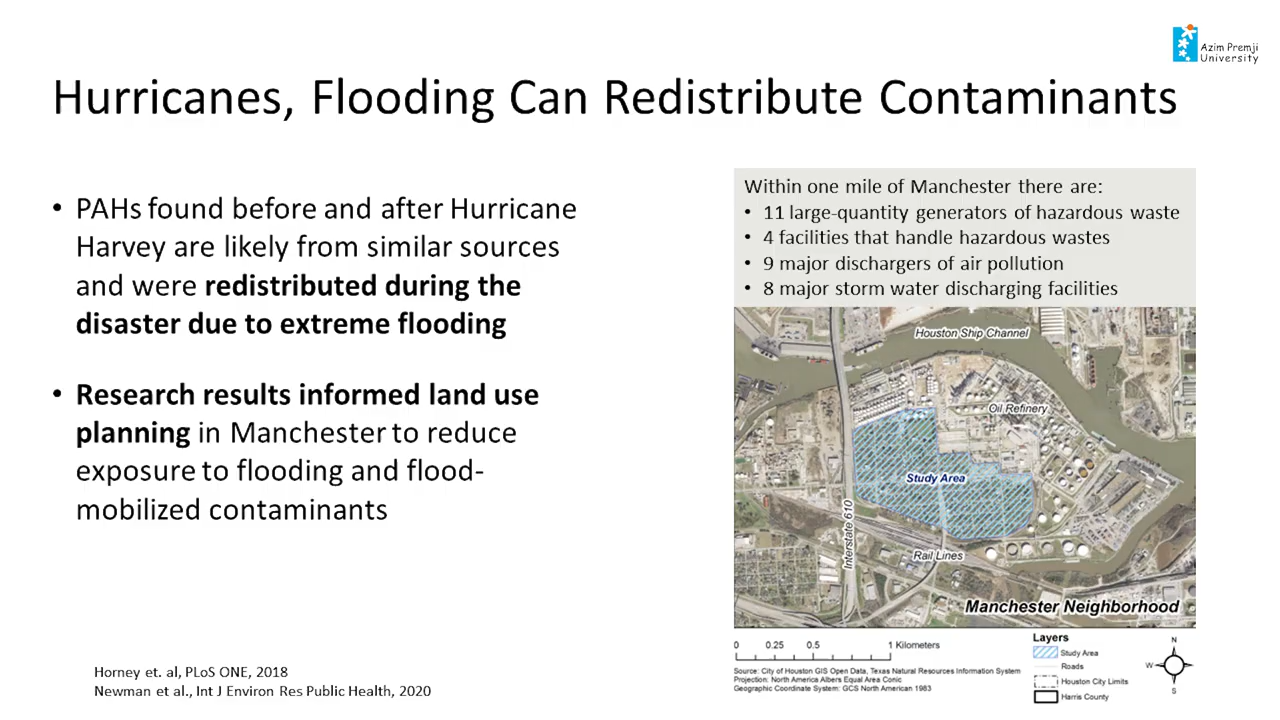 Azim Premji
University
Hurricanes, Flooding Can Redistribute Contaminants
• PAHs found before and after Hurricane
Harvey are likely from similar sources
and were redistributed during the
disaster due to extreme flooding
• Research results informed land use
planning in Manchester to reduce
exposure to flooding and flood-
mobilized contaminants
Within one mile of Manchester there are:
• 11 large-quantity generators of hazardous waste
• 4 facilities that handle hazardous wastes
• 9 major dischargers of air pollution
• 8 major storm water discharging facilities
Houston Ship Channel
Oil Refinery
Study Area
Interstate 610
Rail Lines
Manchester Neighborhood
0 0.25 0.5 1 Kilometers
Source: City of Houston GIS Open Data, Texas Natural Resources Information System
Projection: North America Albers Equal Area Conic
Geographic Coordinate System: GCS North American 1983
Layers
Study Area
Roads
Houston City Limits
Harris County
N
W E
S
Horney et. al, PLoS ONE, 2018
Newman et al., Int J Environ Res Public Health, 2020